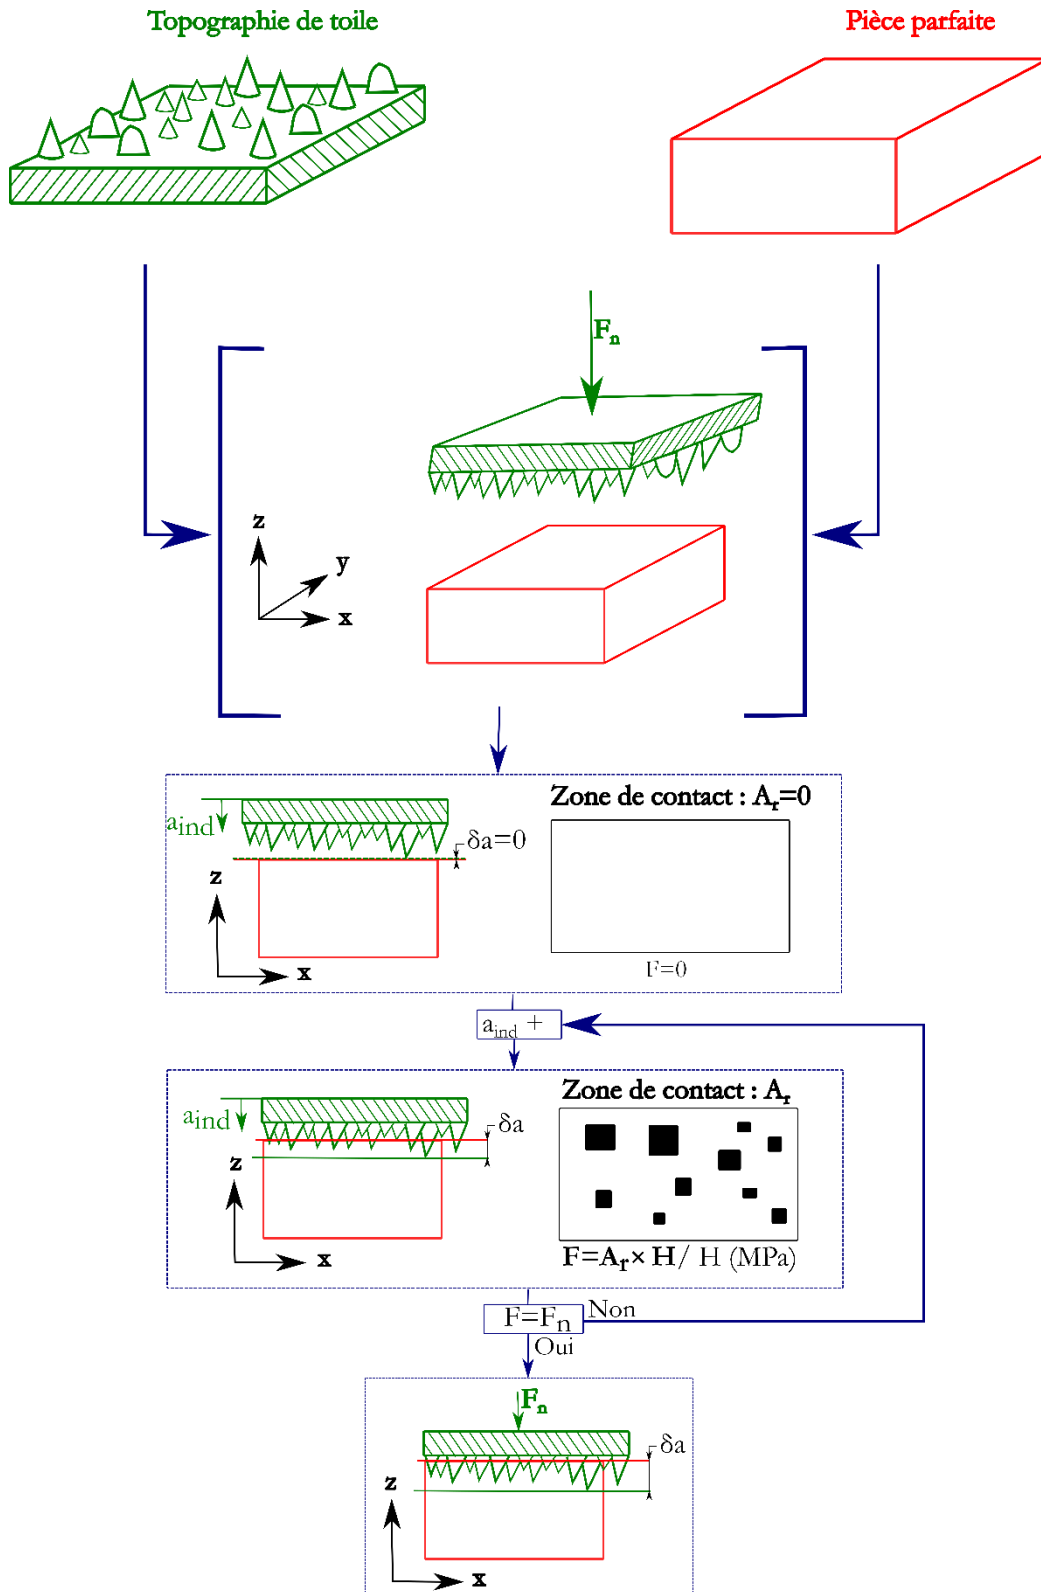 Topographie de toile
Pièce parfaite
Fn
z
y
x
aind
Zone de contact : Ar=0
δa=0
z
x
F=0
aind +
aind
Zone de contact : Ar
δa
z
x
F=Ar× H/ H (MPa)
F=Fn
Non
Oui
Fn
δa
z
x